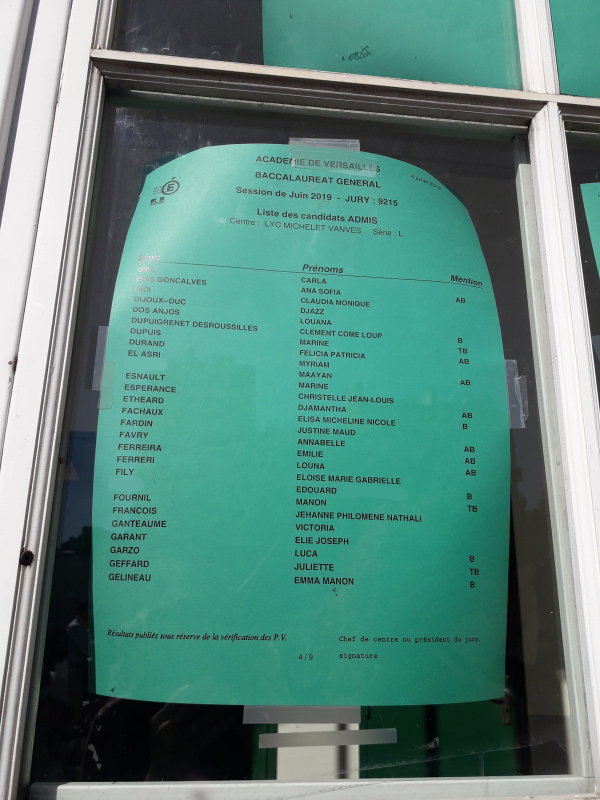 ACADEMIE DE VERSAILLES
4 juillet 2019
BACCALAUREAT GENERAL
Session de Juin 2019 - JURY : 9215
Liste des candidats ADMIS
Centre : LYC MICHELET VANVES Série : L
Prénoms Mention
CARLA
GONCALVES ANA SOFIA AB
CLAUDIA MONIQUE
DIJOUX--DUC DJAZZ
DOS ANJOS LOUANA
DUPUIGRENET DESROUSSILLES CLEMENT COME LOUP B
DUPUIS MARINE TB
DURAND FELICIA PATRICIA AB
EL ASRI MYRIAM
MAAYAN AB
ESNAULT MARINE
ESPERANCE CHRISTELLE JEAN-LOUIS
ETHEARD DJAMANTHA AB
FACHAUX ELISA MICHELINE NICOLE B
FARDIN JUSTINE MAUD
FAVRY ANNABELLE AB
FERREIRA EMILIE AB
FERRERI LOUNA AB
FILY ELOISE MARIE GABRIELLE
EDOUARD B
FOURNIL MANON TB
FRANCOIS JEHANNE PHILOMENE NATHALI
GANTEAUME VICTORIA
GARANT ELIE JOSEPH
GARZO LUCA B
GEFFARD JULIETTE TB
GELINEAU EMMA MANON B
Résultats publiés sous réserve de la vérification des P.V.
Chef de centre ou président du jury.
4/9 signature